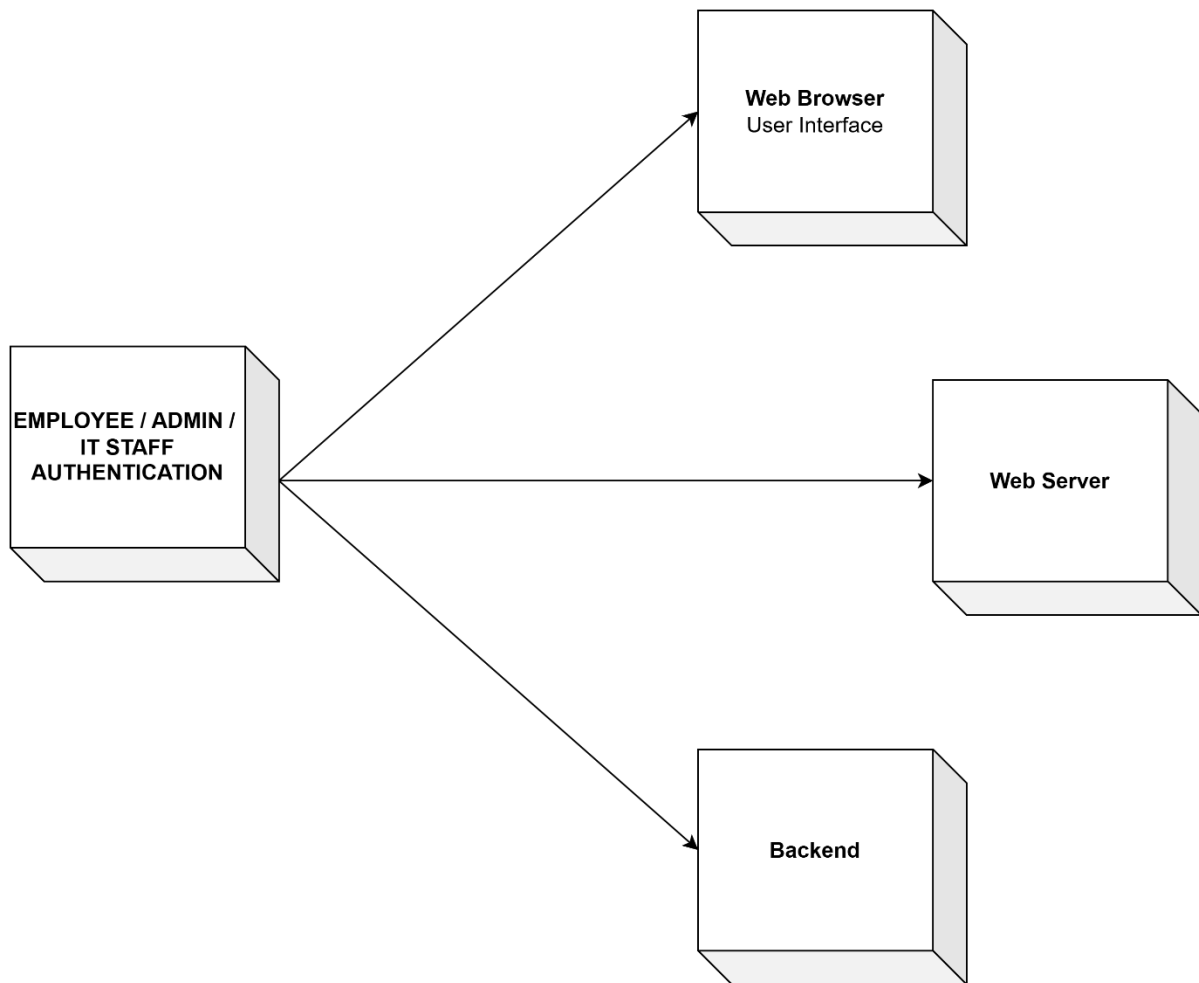 Web Browser
User Interface
EMPLOYEE / ADMIN /
IT STAFF
AUTHENTICATION
Web Server
Backend